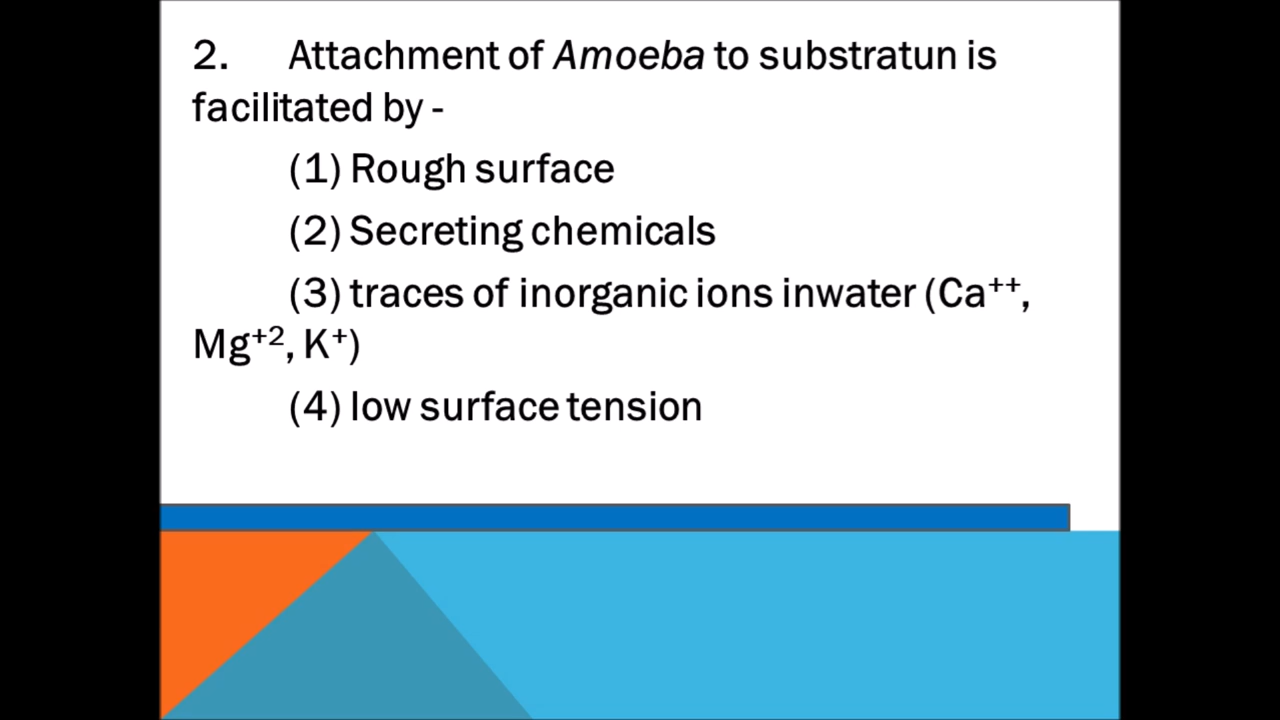 2. Attachment of Amoeba to substratun is
facilitated by -
(1) Rough surface
(2) Secreting chemicals
(3) traces of inorganic ions inwater (Ca⁺⁺,
Mg⁺², K⁺)
(4) low surface tension